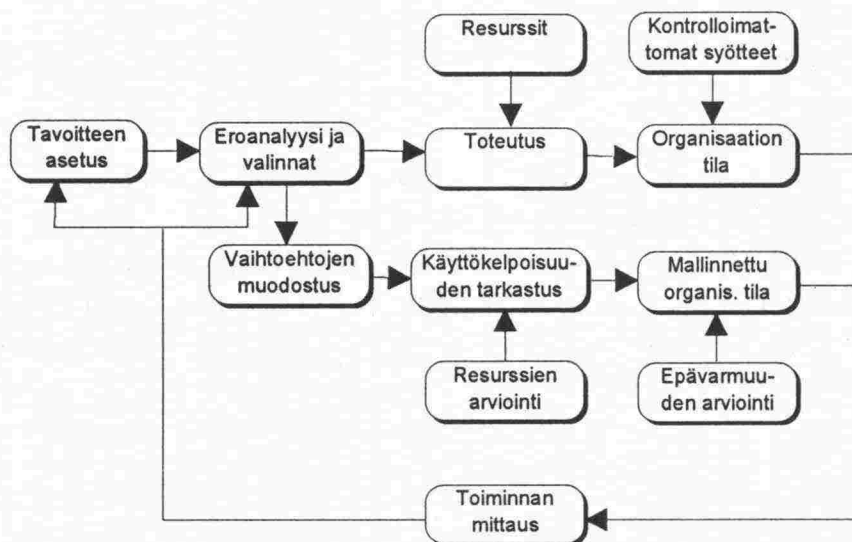 Resurssit
Kontrolloimat-
tomat syötteet
Tavoitteen
asetus
Eroanalyysi ja
valinnat
Toteutus
Organisaation
tila
Vaihtoehtojen
muodostus
Käyttökelpoisuu-
den tarkastus
Mallinnettu
organis. tila
Resurssien
arviointi
Epävarmuu-
den arviointi
Toiminnan
mittaus